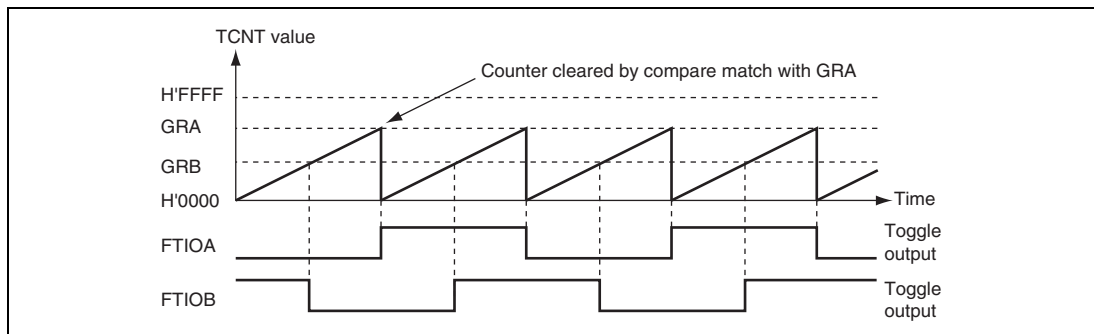 TCNT value
Counter cleared by compare match with GRA
H'FFFF
GRA
GRB
H'0000
Time
FTIOA
Toggle
output
FTIOB
Toggle
output